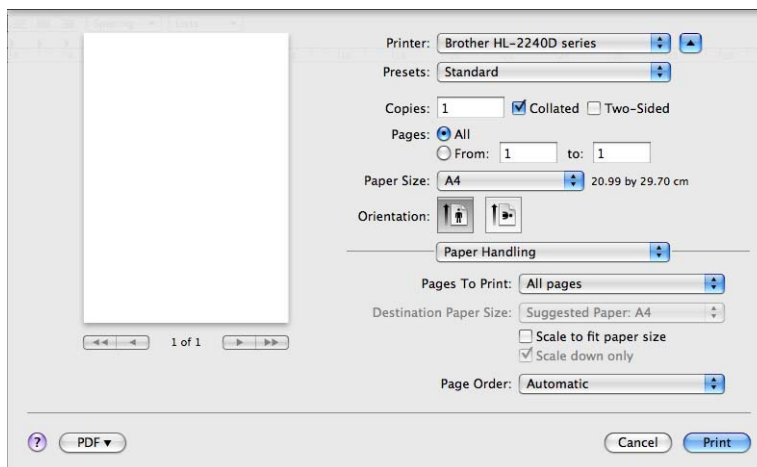 Spacing Lists
Printer: Brother HL-2240D series
Presets: Standard
Copies: 1 Collated Two-Sided
Pages: All
From: 1 to: 1
Paper Size: A4 20.99 by 29.70 cm
Orientation:
Paper Handling
Pages To Print: All pages
Destination Paper Size: Suggested Paper: A4
Scale to fit paper size
Scale down only
Page Order: Automatic
1 of 1
? PDF Cancel Print